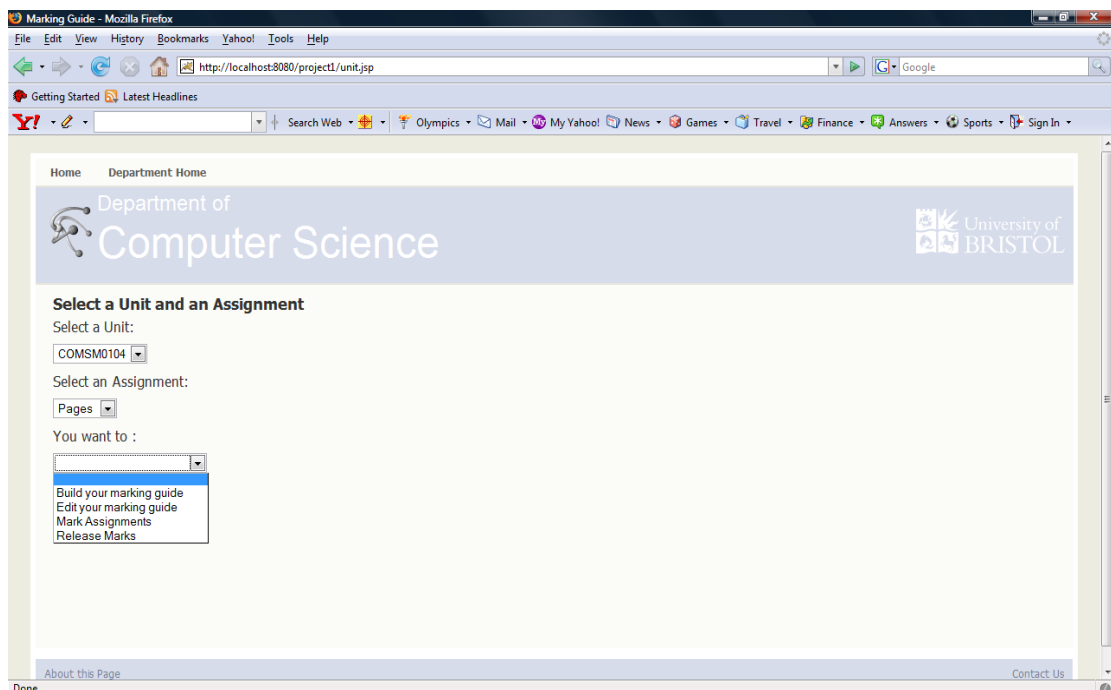 Marking Guide - Mozilla Firefox
File Edit View History Bookmarks Yahoo! Tools Help
http://localhost:8080/project1/unit.jsp
G Google
Getting Started Latest Headlines
Y! Search Web Olympics Mail My My Yahoo! News Games Travel Finance Answers Sports Sign In
Home Department Home
Department of
Computer Science
University of
BRISTOL
Select a Unit and an Assignment
Select a Unit:
COMSM0104
Select an Assignment:
Pages
You want to :
Build your marking guide
Edit your marking guide
Mark Assignments
Release Marks
About this Page Contact Us
Done